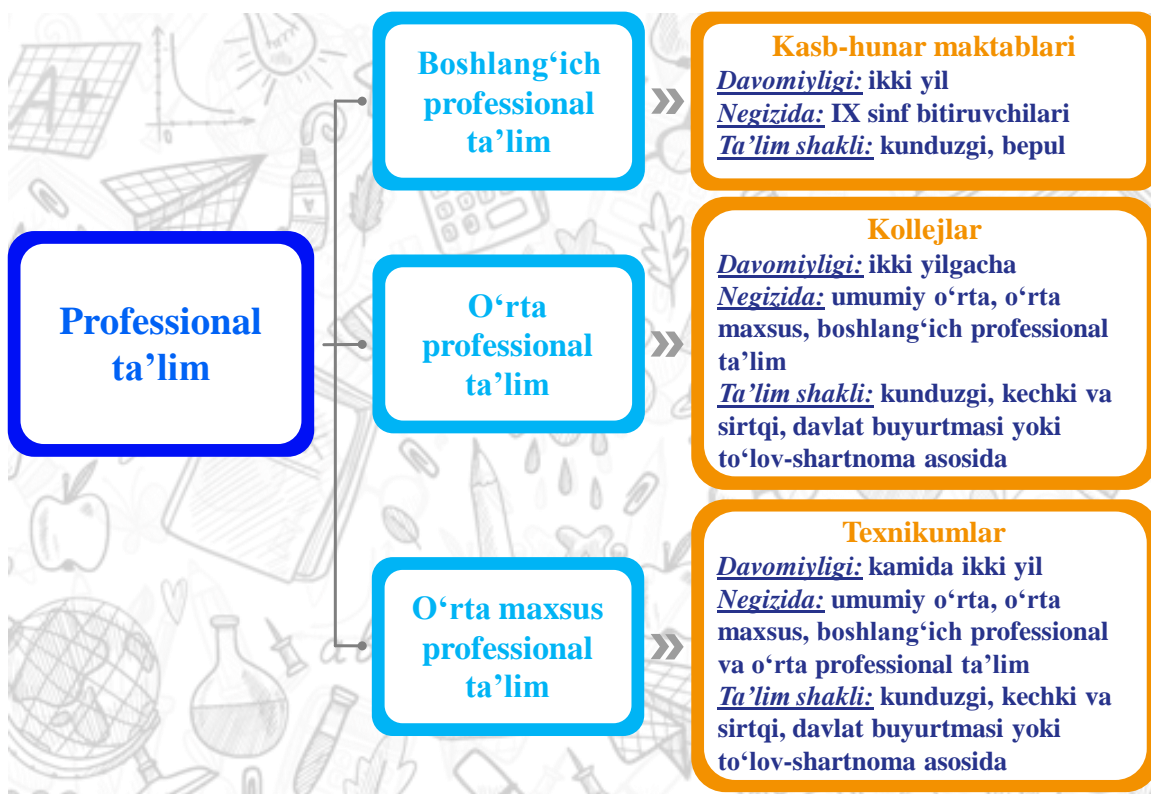 Professional
ta’lim
Boshlang‘ich
professional
ta’lim
Kasb-hunar maktablari
Davomiyligi: ikki yil
Negizida: IX sinf bitiruvchilari
Ta’lim shakli: kunduzgi, bepul
O‘rta
professional
ta’lim
Kollejlar
Davomiyligi: ikki yilgacha
Negizida: umumiy o‘rta, o‘rta
maxsus, boshlang‘ich professional
ta’lim
Ta’lim shakli: kunduzgi, kechki va
sirtqi, davlat buyurtmasi yoki
to‘lov-shartnoma asosida
O‘rta maxsus
professional
ta’lim
Texnikumlar
Davomiyligi: kamida ikki yil
Negizida: umumiy o‘rta, o‘rta
maxsus, boshlang‘ich professional
va o‘rta professional ta’lim
Ta’lim shakli: kunduzgi, kechki va
sirtqi, davlat buyurtmasi yoki
to‘lov-shartnoma asosida
A+